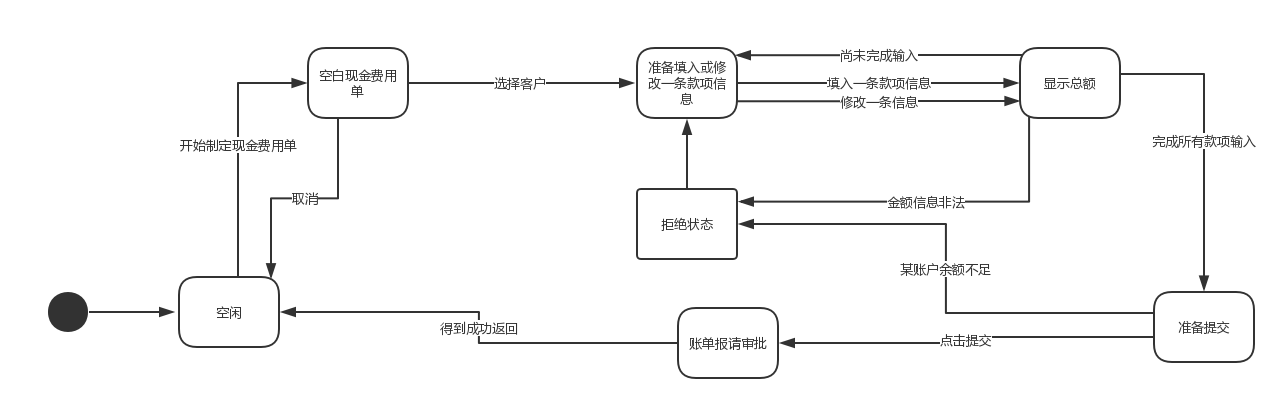 空白现金费用
单
选择客户
准备填入或修
改一条款项信
息
尚未完成输入
填入一条款项信息
修改一条信息
显示总额
开始制定现金费用单
完成所有款项输入
取消
金额信息非法
拒绝状态
某账户余额不足
空闲
得到成功返回
账单报请审批
点击提交
准备提交